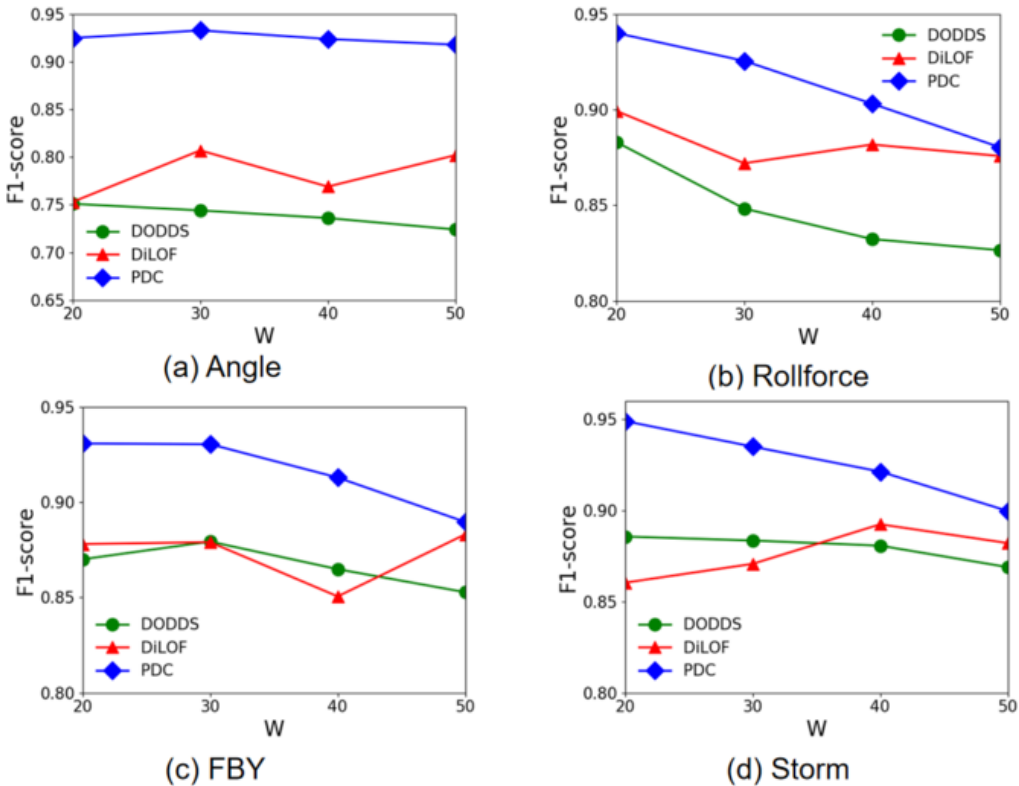 0.95
0.90
0.85
0.80
0.75
0.70
0.65
F1-score
20 30 40 50
W
DODDS
DiLOF
PDC
(a) Angle
0.95
0.90
0.85
0.80
F1-score
20 30 40 50
W
DODDS
DiLOF
PDC
(b) Rollforce
0.95
0.90
0.85
0.80
F1-score
20 30 40 50
W
DODDS
DiLOF
PDC
(c) FBY
0.95
0.90
0.85
0.80
F1-score
20 30 40 50
W
DODDS
DiLOF
PDC
(d) Storm